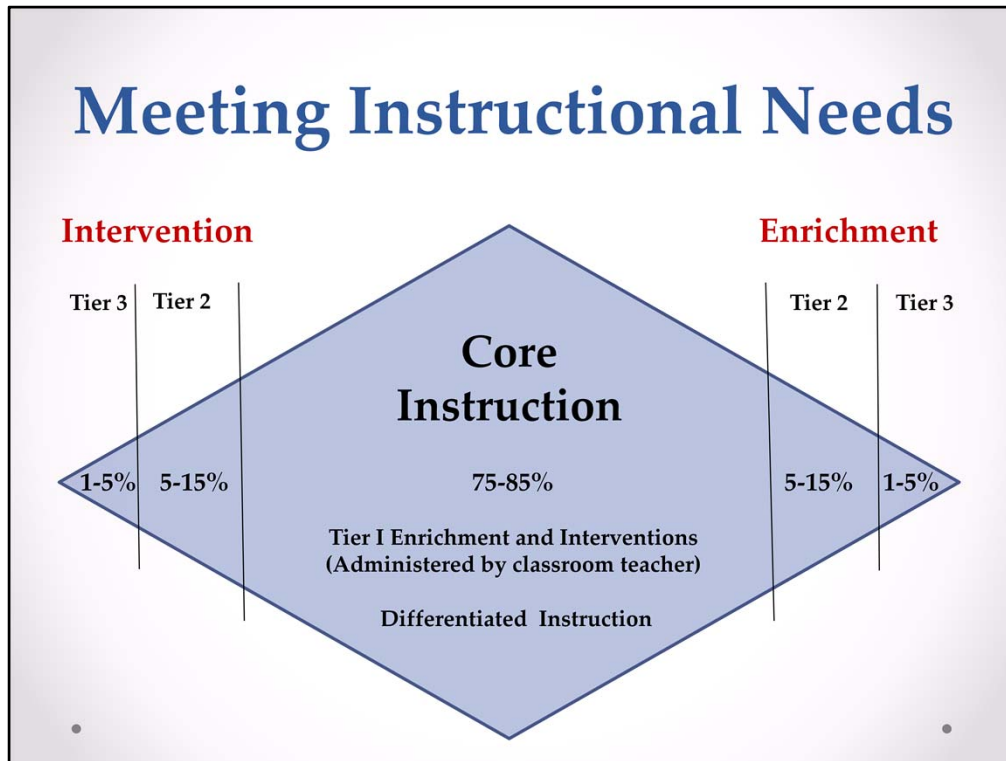 Meeting Instructional Needs
Intervention
Enrichment
Tier 3
Tier 2
Tier 2
Tier 3
Core
Instruction
1-5%
5-15%
75-85%
5-15%
1-5%
Tier I Enrichment and Interventions
(Administered by classroom teacher)
Differentiated Instruction